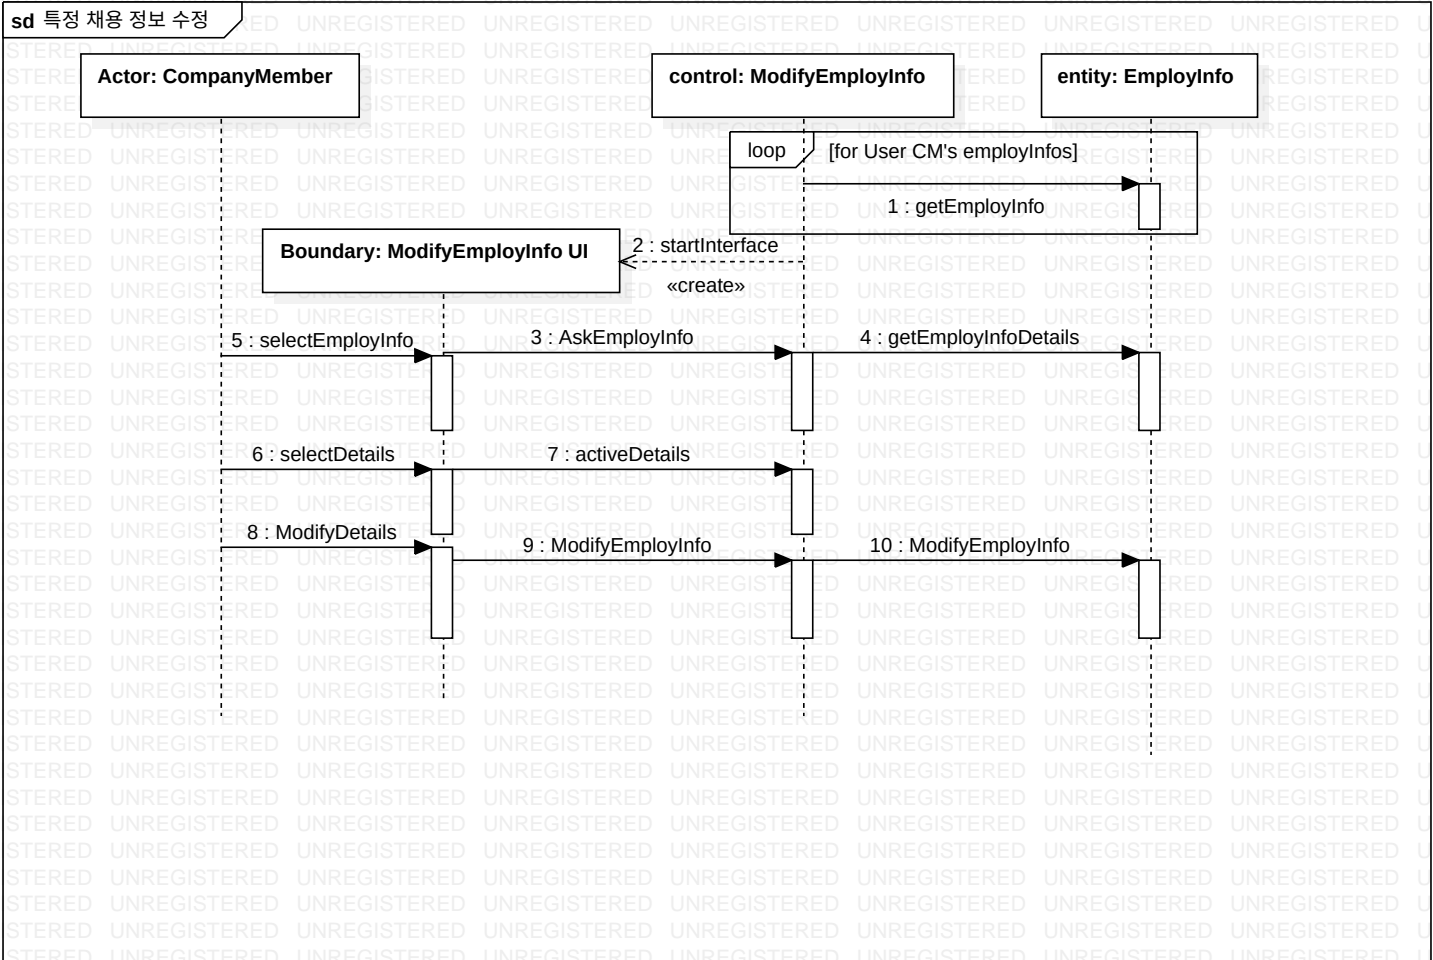 sd 특정 채용 정보 수정
Actor: CompanyMember
control: ModifyEmployInfo
entity: EmployInfo
loop
[for User CM's employInfos]
1 : getEmployInfo
Boundary: ModifyEmployInfo UI
2 : startInterface
«create»
5 : selectEmployInfo
3 : AskEmployInfo
4 : getEmployInfoDetails
6 : selectDetails
7 : activeDetails
8 : ModifyDetails
9 : ModifyEmployInfo
10 : ModifyEmployInfo
UNREGISTERED